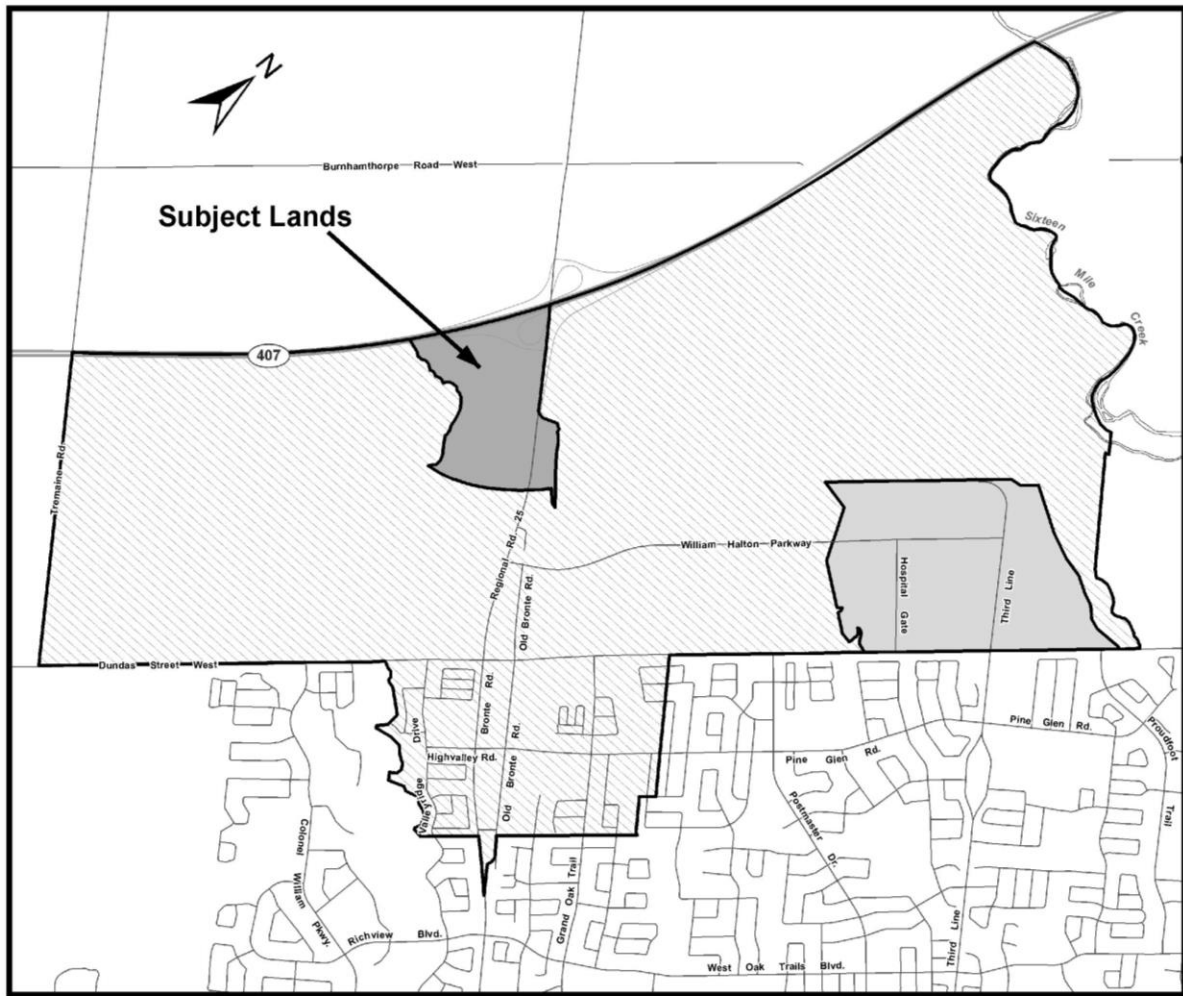 N
Burnhamthorpe Road West
Subject Lands
Sixteen
Mile
Creek
407
Tremaine Rd.
Regional Rd. 25
William Halton Parkway
Hospital Gate
Third Line
Old Bronte Rd.
Dundas Street West
Bronte Rd.
Drive
Pine Glen Rd.
Proudfoot
Trail
Highvalley Rd.
Old Bronte Rd.
Pine Glen Rd.
Valleyridge
Postmaster Dr.
Colonel William Pkwy.
Grand Oak Trail
Third Line
Richview Blvd.
West Oak Trails Blvd.